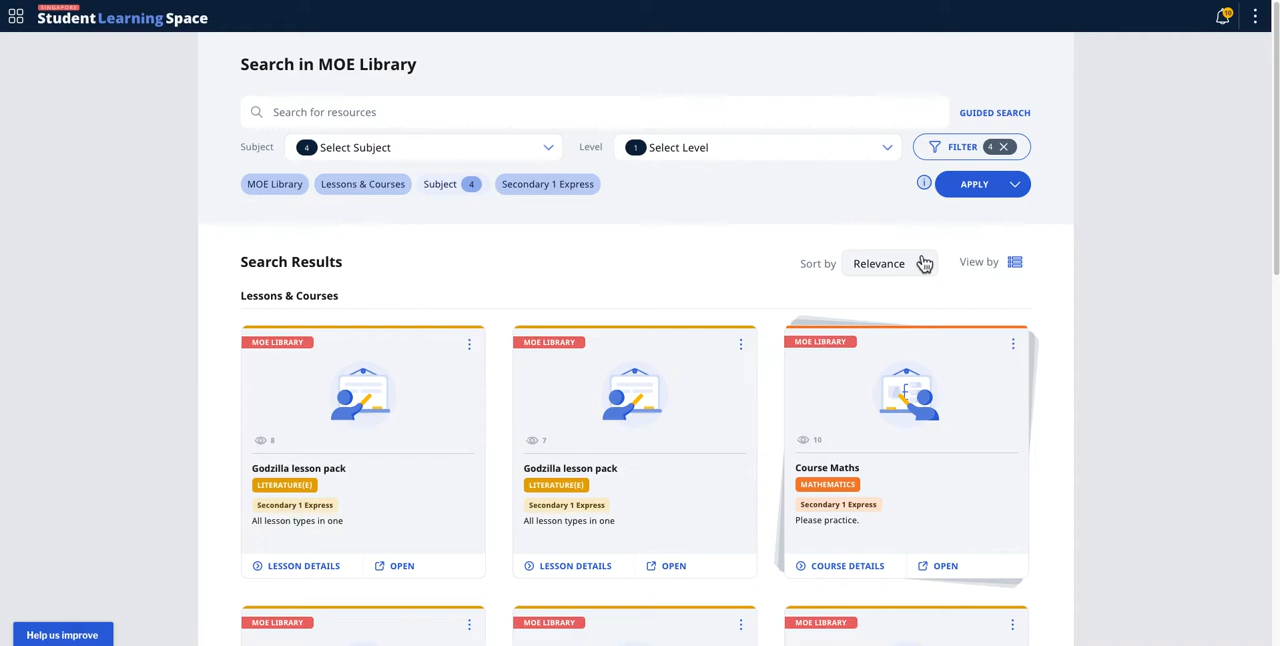 SINGAPORE
Student Learning Space
10
Search in MOE Library
Search for resources
GUIDED SEARCH
Subject 4 Select Subject Level 1 Select Level FILTER 4
MOE Library Lessons & Courses Subject 4 Secondary 1 Express APPLY
Search Results Sort by Relevance View by
Lessons & Courses
MOE LIBRARY
8
Godzilla lesson pack
LITERATURE(E)
Secondary 1 Express
All lesson types in one
LESSON DETAILS OPEN
MOE LIBRARY
7
Godzilla lesson pack
LITERATURE(E)
Secondary 1 Express
All lesson types in one
LESSON DETAILS OPEN
MOE LIBRARY
10
Course Maths
MATHEMATICS
Secondary 1 Express
Please practice.
COURSE DETAILS OPEN
MOE LIBRARY
MOE LIBRARY
MOE LIBRARY
Help us improve